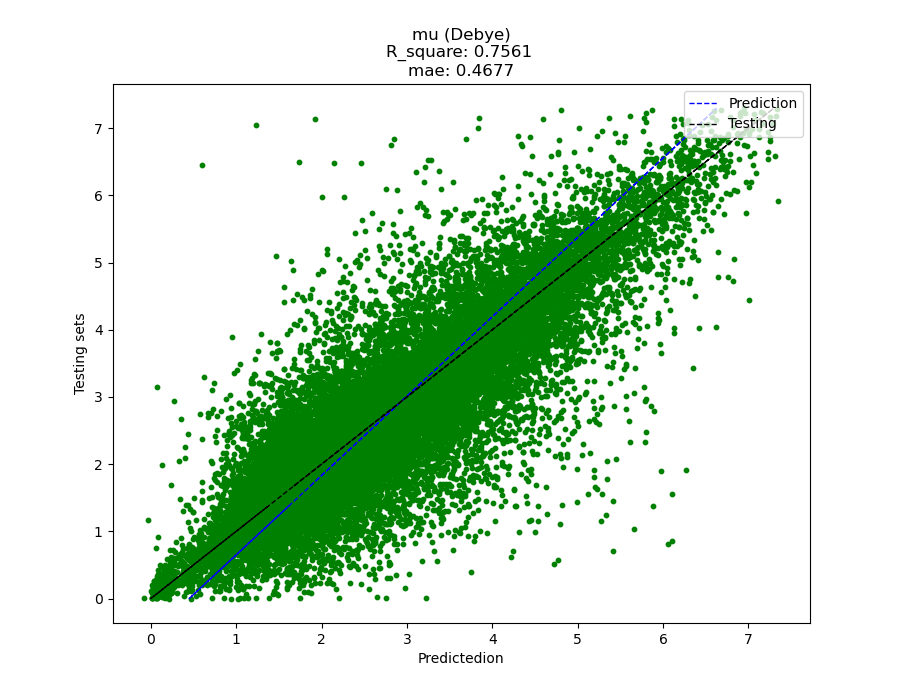 mu (Debye)
R_square: 0.7561
mae: 0.4677
Prediction
Testing
7
6
5
4
3
2
1
0
Testing sets
0 1 2 3 4 5 6 7
Predictedion